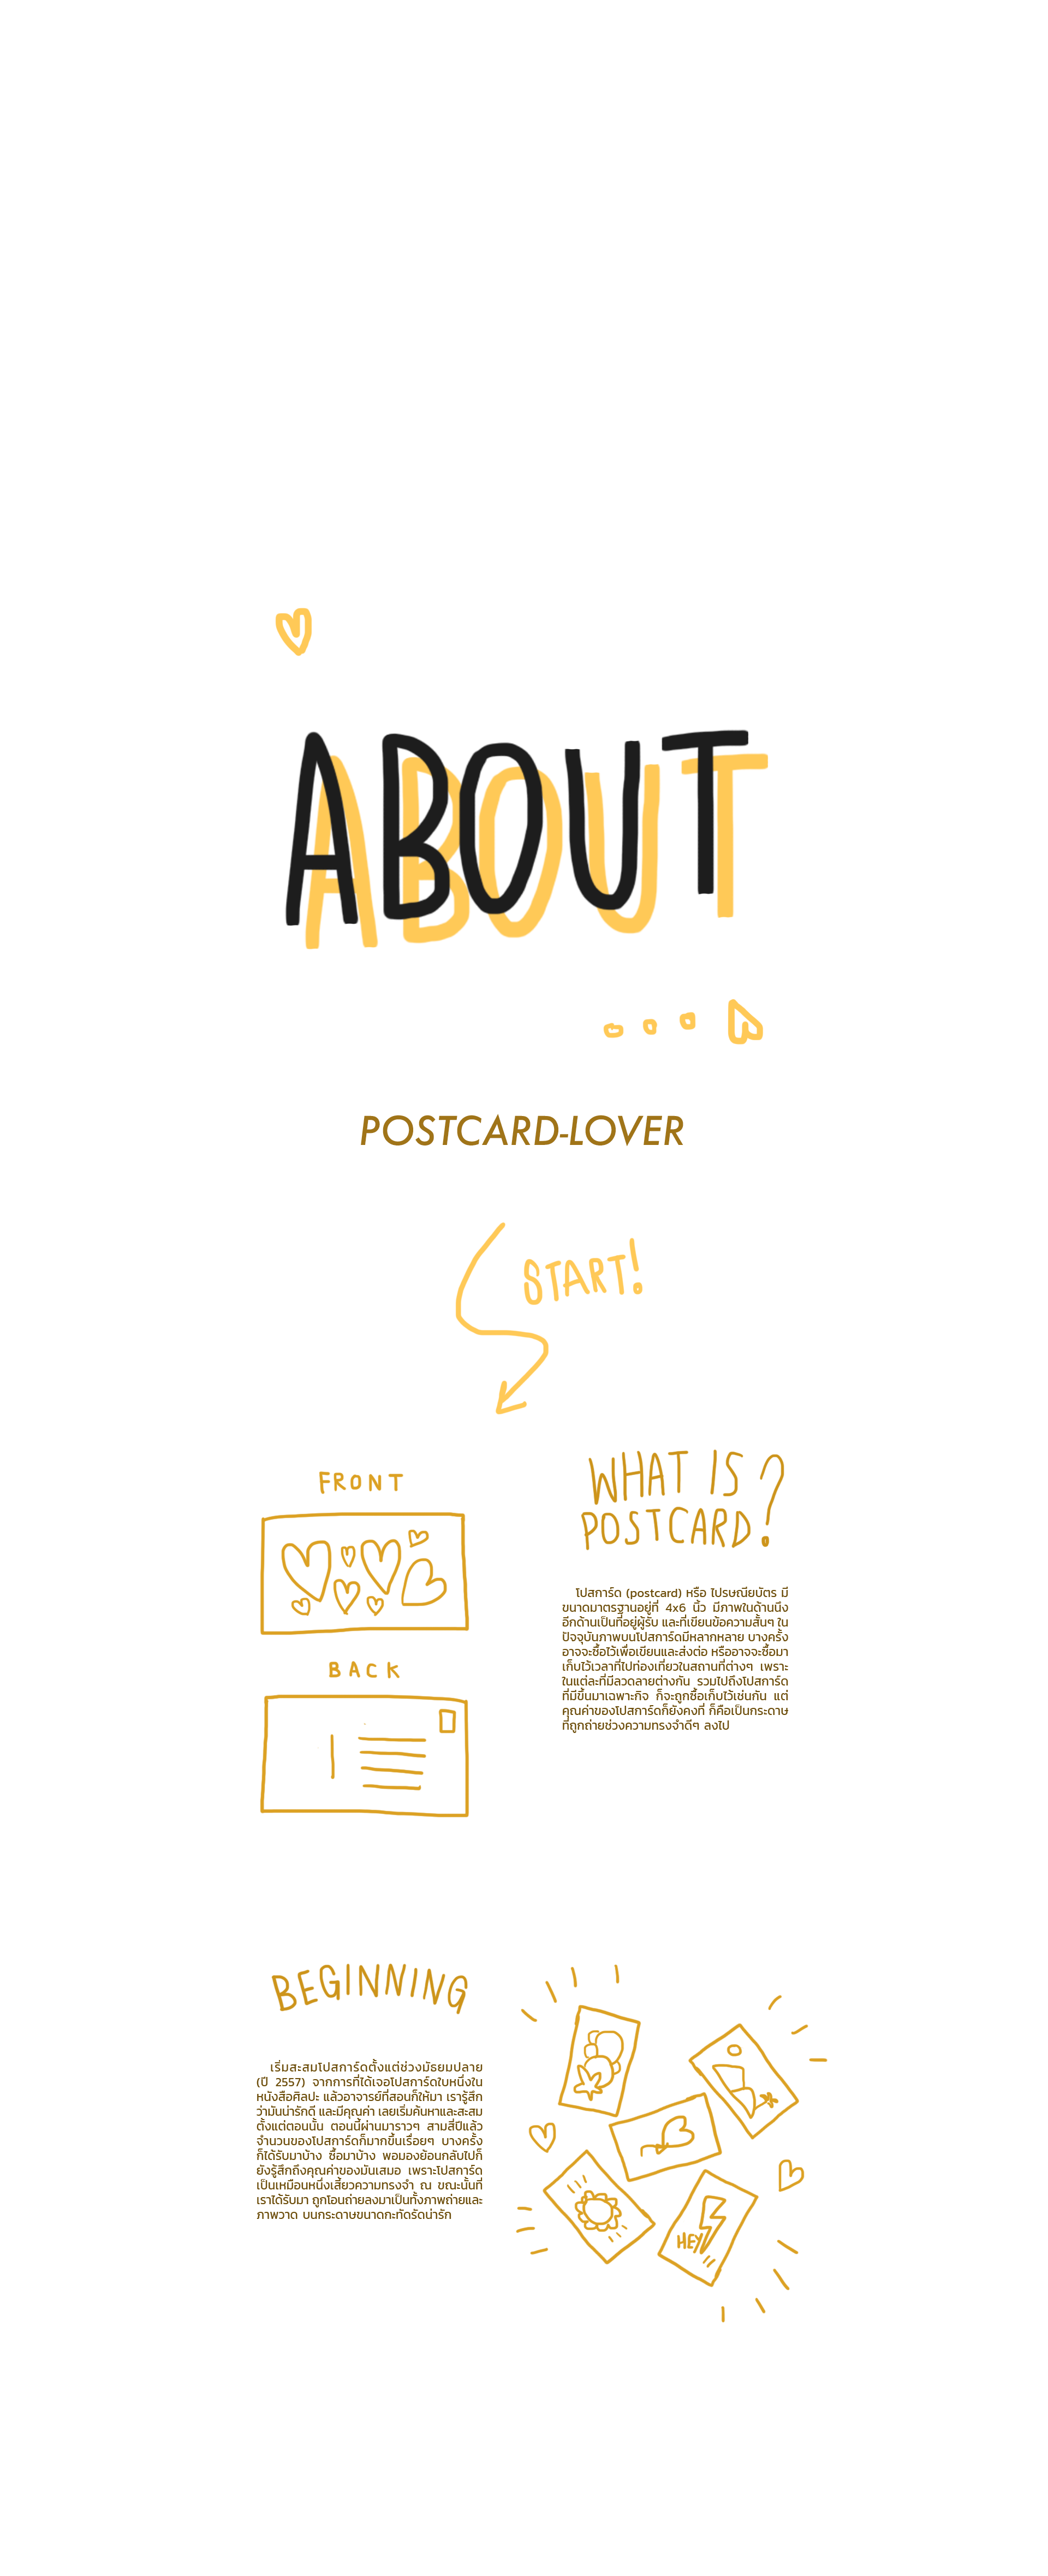 ABOUT
POSTCARD-LOVER
START!
FRONT
BACK
WHAT IS
POSTCARD?
โปสการ์ด (postcard) หรือ ไปรษณียบัตร มี
ขนาดมาตรฐานอยู่ที่ 4x6 นิ้ว มีภาพในด้านนึง
อีกด้านเป็นที่อยู่ผู้รับ และที่เขียนข้อความสั้นๆ ใน
ปัจจุบันภาพบนโปสการ์ดมีหลากหลาย บางครั้ง
อาจจะซื้อไว้เพื่อเขียนและส่งต่อ หรืออาจจะซื้อมา
เก็บไว้เวลาที่ไปท่องเที่ยวในสถานที่ต่างๆ เพราะ
ในแต่ละที่มีลวดลายต่างกัน รวมไปถึงโปสการ์ด
ที่มีขึ้นมาเฉพาะกิจ ก็จะถูกซื้อเก็บไว้เช่นกัน แต่
คุณค่าของโปสการ์ดก็ยังคงที่ ก็คือเป็นกระดาษ
ที่ถูกถ่ายช่วงความทรงจำดีๆ ลงไป
BEGINNING
เริ่มสะสมโปสการ์ดตั้งแต่ช่วงมัธยมปลาย
(ปี 2557) จากการที่ได้เจอโปสการ์ดใบหนึ่งใน
หนังสือศิลปะ แล้วอาจารย์ที่สอนก็ให้มา เรารู้สึก
ว่ามันน่ารักดี และมีคุณค่า เลยเริ่มค้นหาและสะสม
ตั้งแต่ตอนนั้น ตอนนี้ผ่านมาราวๆ สามสี่ปีแล้ว
จำนวนของโปสการ์ดก็มากขึ้นเรื่อยๆ บางครั้ง
ก็ได้รับมาบ้าง ซื้อมาบ้าง พอมองย้อนกลับไปก็
ยังรู้สึกถึงคุณค่าของมันเสมอ เพราะโปสการ์ด
เป็นเหมือนหนึ่งเสี้ยวความทรงจำ ณ ขณะนั้นที่
เราได้รับมา ถูกโอนถ่ายลงมาเป็นทั้งภาพถ่ายและ
ภาพวาด บนกระดาษขนาดกะทัดรัดน่ารัก
HEY